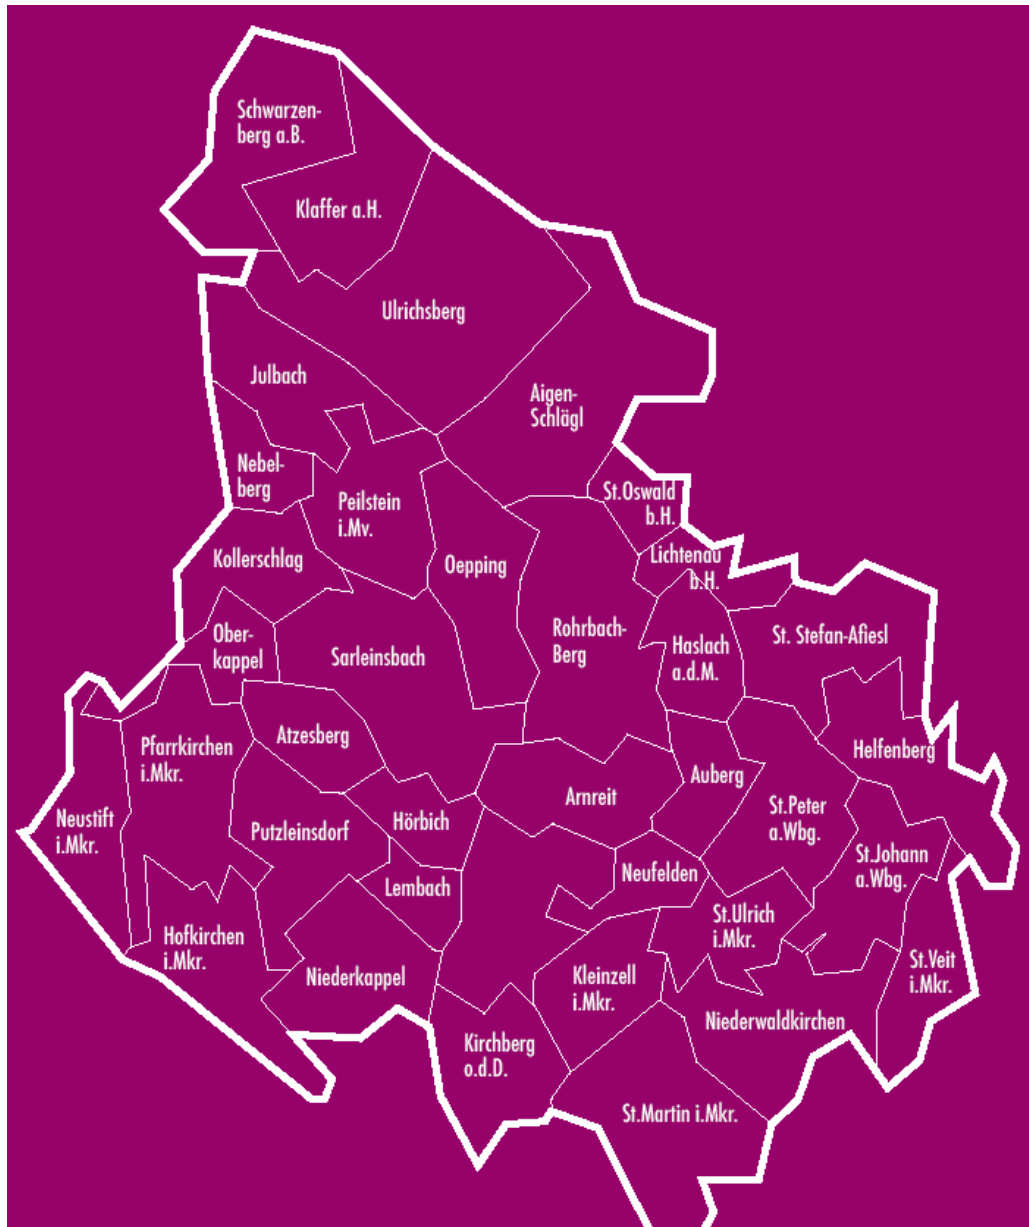 Schwarzen-
berg a.B.
Klaffer a.H.
Ulrichsberg
Julbach
Aigen-
Schlägl
Nebel-
berg
Peilstein
i.Mv.
St.Oswald
b.H.
Kollerschlag
Oepping
Lichtenau
b.H.
Ober-
kappel
Sarleinsbach
Rohrbach-
Berg
Haslach
a.d.M.
St. Stefan-Afiesl
Pfarrkirchen
i.Mkr.
Atzesberg
Helfenberg
Neustift
i.Mkr.
Putzleinsdorf
Hörbich
Arnreit
Auberg
St.Peter
a.Wbg.
St.Johann
a.Wbg.
Lembach
Neufelden
Hofkirchen
i.Mkr.
Niederkappel
Kleinzell
i.Mkr.
St.Ulrich
i.Mkr.
St.Veit
i.Mkr.
Kirchberg
o.d.D.
Niederwaldkirchen
St.Martin i.Mkr.